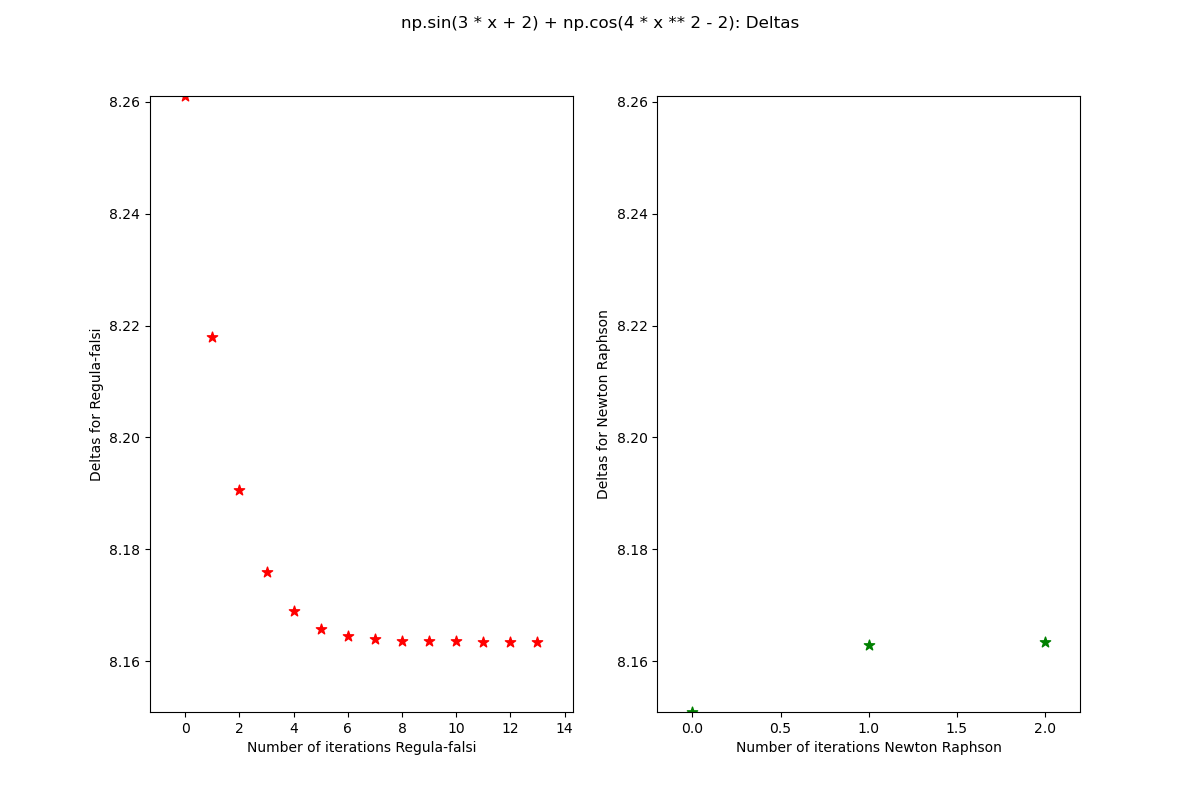 np.sin(3 * x + 2) + np.cos(4 * x ** 2 - 2): Deltas
8.26
8.24
8.22
8.20
8.18
8.16
Deltas for Regula-falsi
0 2 4 6 8 10 12 14
Number of iterations Regula-falsi
8.26
8.24
8.22
8.20
8.18
8.16
Deltas for Newton Raphson
0.0 0.5 1.0 1.5 2.0
Number of iterations Newton Raphson